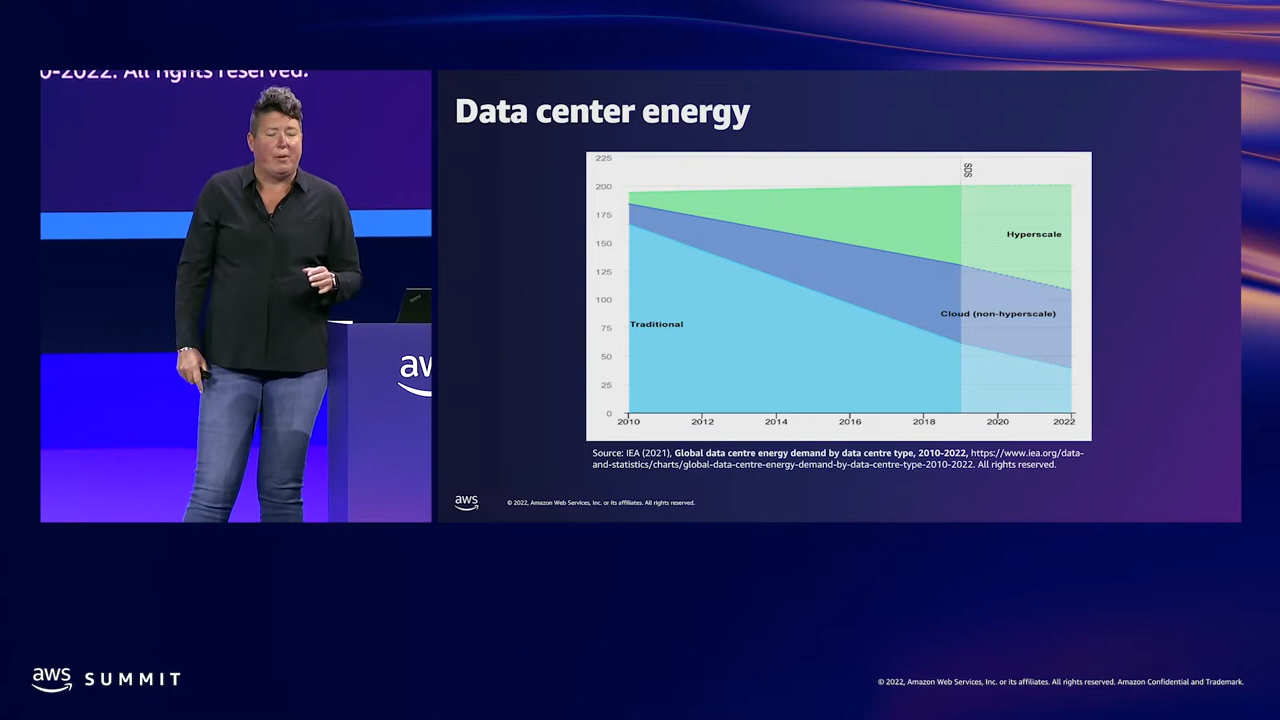 0-2022. All rights reserved.
aw
Data center energy
225
200
175
150
125
100
75
50
25
0
SDS
Hyperscale
Cloud (non-hyperscale)
Traditional
2010 2012 2014 2016 2018 2020 2022
Source: IEA (2021), Global data centre energy demand by data centre type, 2010-2022, https://www.iea.org/data-
and-statistics/charts/global-data-centre-energy-demand-by-data-centre-type-2010-2022. All rights reserved.
aws
© 2022, Amazon Web Services, Inc. or its affiliates. All rights reserved.
aws SUMMIT
© 2022, Amazon Web Services, Inc. or its affiliates. All rights reserved. Amazon Confidential and Trademark.